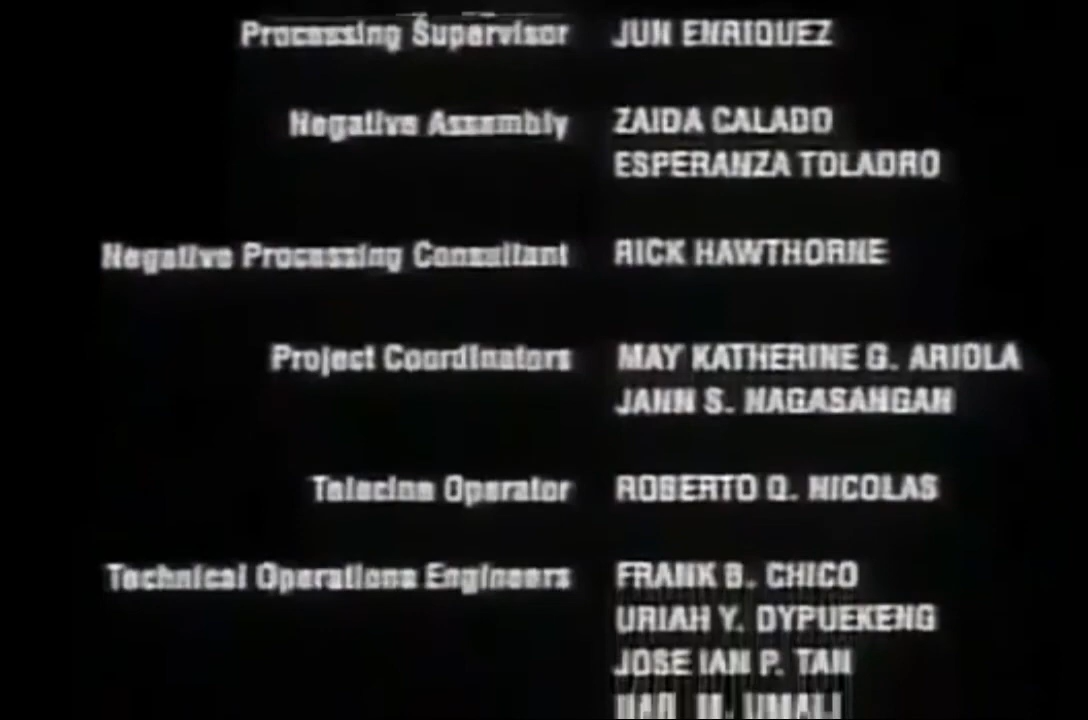 Processing Supervisor JUN ENRIQUEZ
Negative Assembly ZAIDA CALADO
ESPERANZA TOLADRO
Negative Processing Consultant RICK HAWTHORNE
Project Coordinators MAY KATHERINE G. ARIOLA
JANN S. NAGASANGAN
Telecine Operator ROBERTO Q. NICOLAS
Technical Operations Engineers FRANK B. CHICO
URIAH Y. DYPUEKENG
JOSE IAN P. TAN
M. UMALI